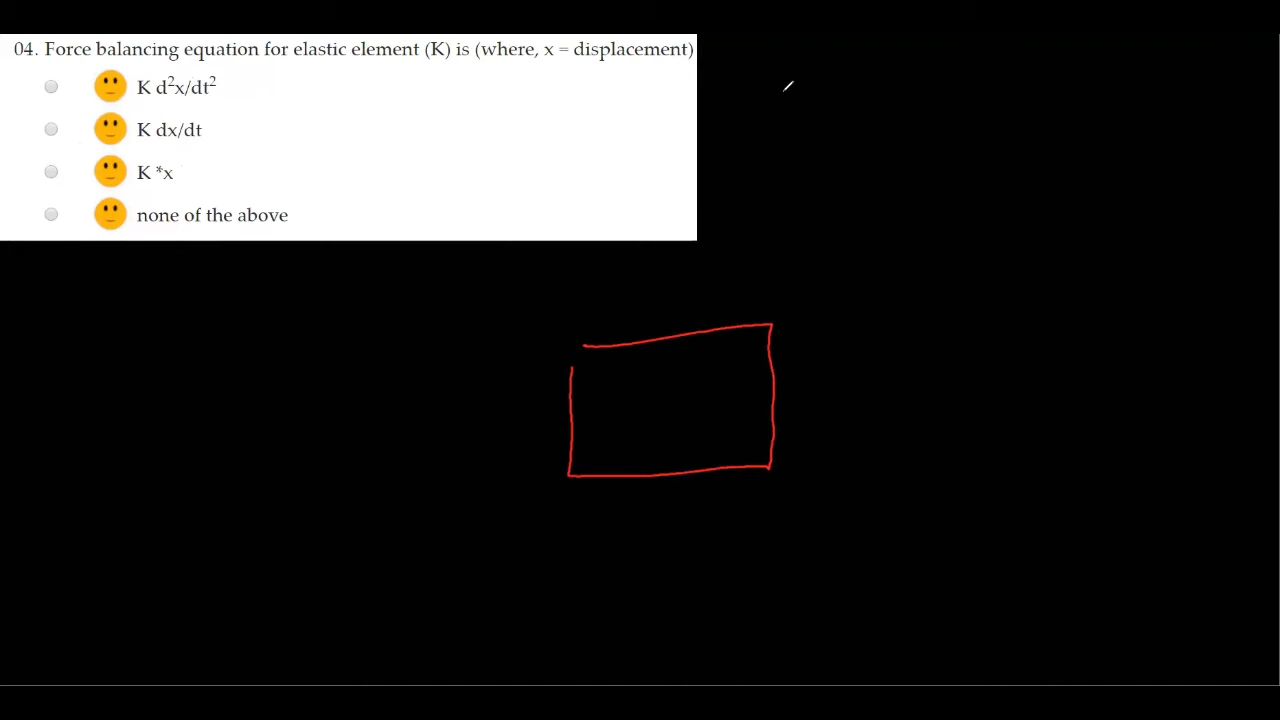 04. Force balancing equation for elastic element (K) is (where, x = displacement)
K d²x/dt²
K dx/dt
K *x
none of the above